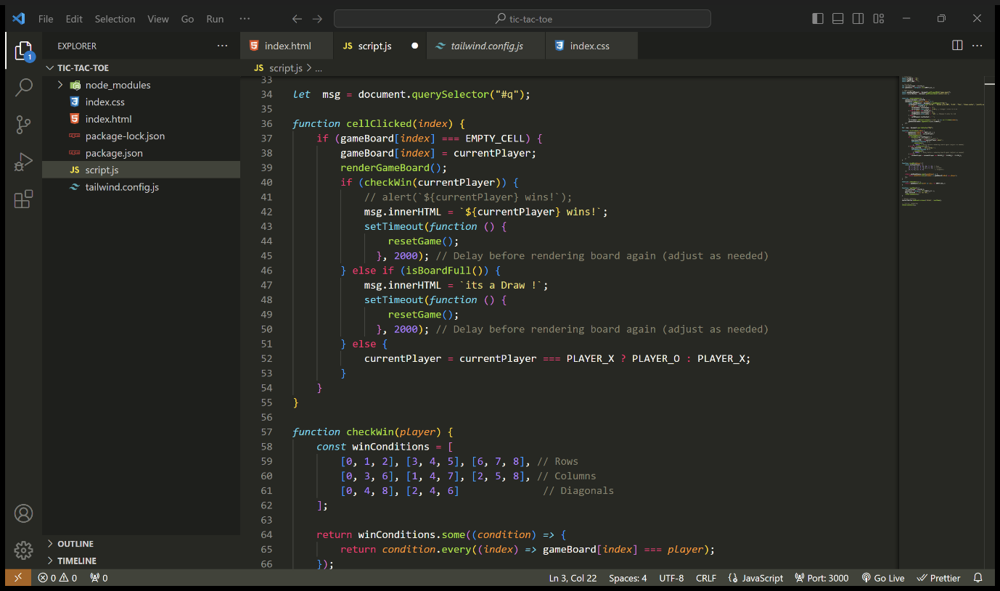 File Edit Selection View Go Run ··· tic-tac-toe
EXPLORER ···
index.html
JS script.js
tailwind.config.js
index.css
···
TIC-TAC-TOE
JS script.js > ...
node_modules
index.css
index.html
package-lock.json
package.json
JS script.js
tailwind.config.js
OUTLINE
TIMELINE
1
33
34 let  msg = document.querySelector("#q");
35
36 function cellClicked(index) {
37     if (gameBoard[index] === EMPTY_CELL) {
38         gameBoard[index] = currentPlayer;
39         renderGameBoard();
40         if (checkWin(currentPlayer)) {
41             // alert(`${currentPlayer} wins!`);
42             msg.innerHTML = `${currentPlayer} wins!`;
43             setTimeout(function () {
44                 resetGame();
45               }, 2000); // Delay before rendering board again (adjust as needed)
46         } else if (isBoardFull()) {
47             msg.innerHTML = `its a Draw !`;
48             setTimeout(function () {
49                 resetGame();
50               }, 2000); // Delay before rendering board again (adjust as needed)
51         } else {
52             currentPlayer = currentPlayer === PLAYER_X ? PLAYER_O : PLAYER_X;
53         }
54     }
55 }
56
57 function checkWin(player) {
58     const winConditions = [
59         [0, 1, 2], [3, 4, 5], [6, 7, 8], // Rows
60         [0, 3, 6], [1, 4, 7], [2, 5, 8], // Columns
61         [0, 4, 8], [2, 4, 6]              // Diagonals
62     ];
63
64     return winConditions.some((condition) => {
65         return condition.every((index) => gameBoard[index] === player);
66     });
0 0 0 Ln 3, Col 22 Spaces: 4 UTF-8 CRLF JavaScript Port: 3000 Go Live Prettier